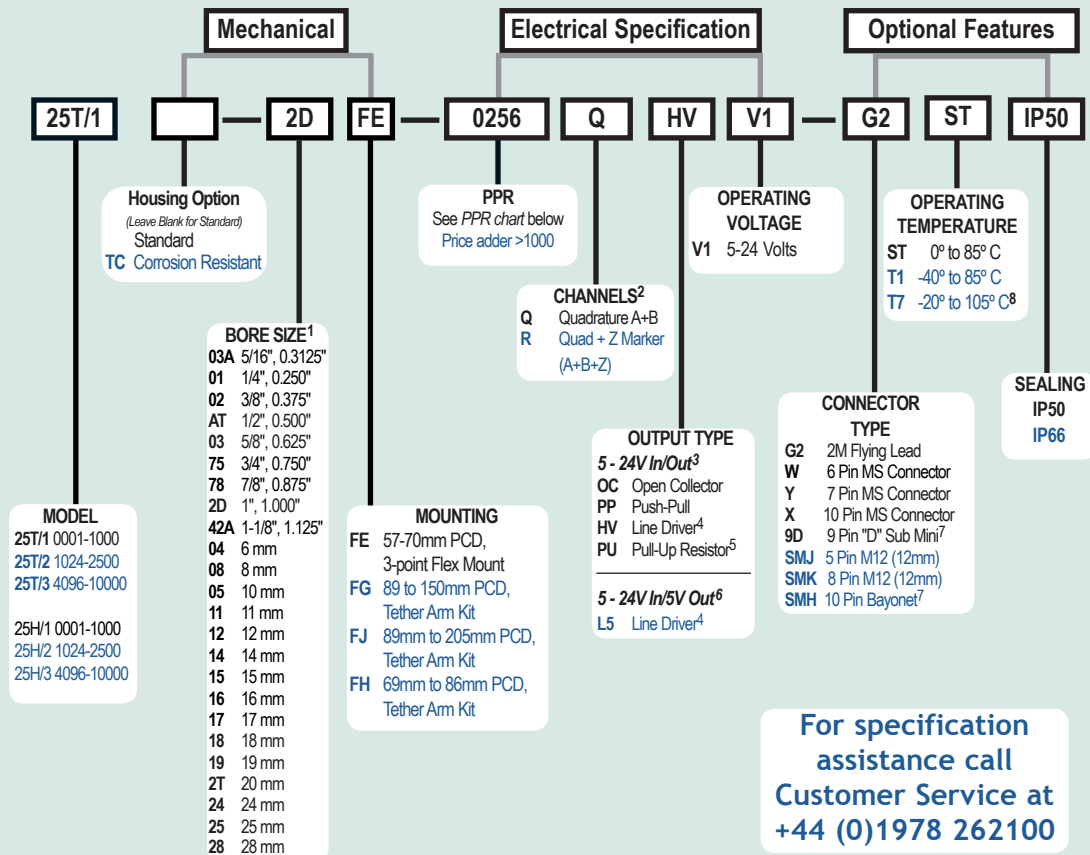 Mechanical
Electrical Specification
Optional Features
25T/1
2D
FE
0256
Q
HV
V1
G2
ST
IP50
Housing Option
(Leave Blank for Standard)
Standard
TC Corrosion Resistant
PPR
See PPR chart below
Price adder >1000
OPERATING
VOLTAGE
V1 5-24 Volts
OPERATING
TEMPERATURE
ST 0º to 85º C
T1 -40º to 85º C
T7 -20º to 105º C8
CHANNELS2
Q Quadrature A+B
R Quad + Z Marker
(A+B+Z)
BORE SIZE1
03A 5/16", 0.3125"
01 1/4", 0.250"
02 3/8", 0.375"
AT 1/2", 0.500"
03 5/8", 0.625"
75 3/4", 0.750"
78 7/8", 0.875"
2D 1", 1.000"
42A 1-1/8", 1.125"
04 6 mm
08 8 mm
05 10 mm
11 11 mm
12 12 mm
14 14 mm
15 15 mm
16 16 mm
17 17 mm
18 18 mm
19 19 mm
2T 20 mm
24 24 mm
25 25 mm
28 28 mm
SEALING
IP50
IP66
CONNECTOR
TYPE
G2 2M Flying Lead
W 6 Pin MS Connector
Y 7 Pin MS Connector
X 10 Pin MS Connector
9D 9 Pin "D" Sub Mini7
SMJ 5 Pin M12 (12mm)
SMK 8 Pin M12 (12mm)
SMH 10 Pin Bayonet7
OUTPUT TYPE
5 - 24V In/Out3
OC Open Collector
PP Push-Pull
HV Line Driver4
PU Pull-Up Resistor5
5 - 24V In/5V Out6
L5 Line Driver4
MODEL
25T/1 0001-1000
25T/2 1024-2500
25T/3 4096-10000
25H/1 0001-1000
25H/2 1024-2500
25H/3 4096-10000
MOUNTING
FE 57-70mm PCD,
3-point Flex Mount
FG 89 to 150mm PCD,
Tether Arm Kit
FJ 89mm to 205mm PCD,
Tether Arm Kit
FH 69mm to 86mm PCD,
Tether Arm Kit
For specification
assistance call
Customer Service at
+44 (0)1978 262100